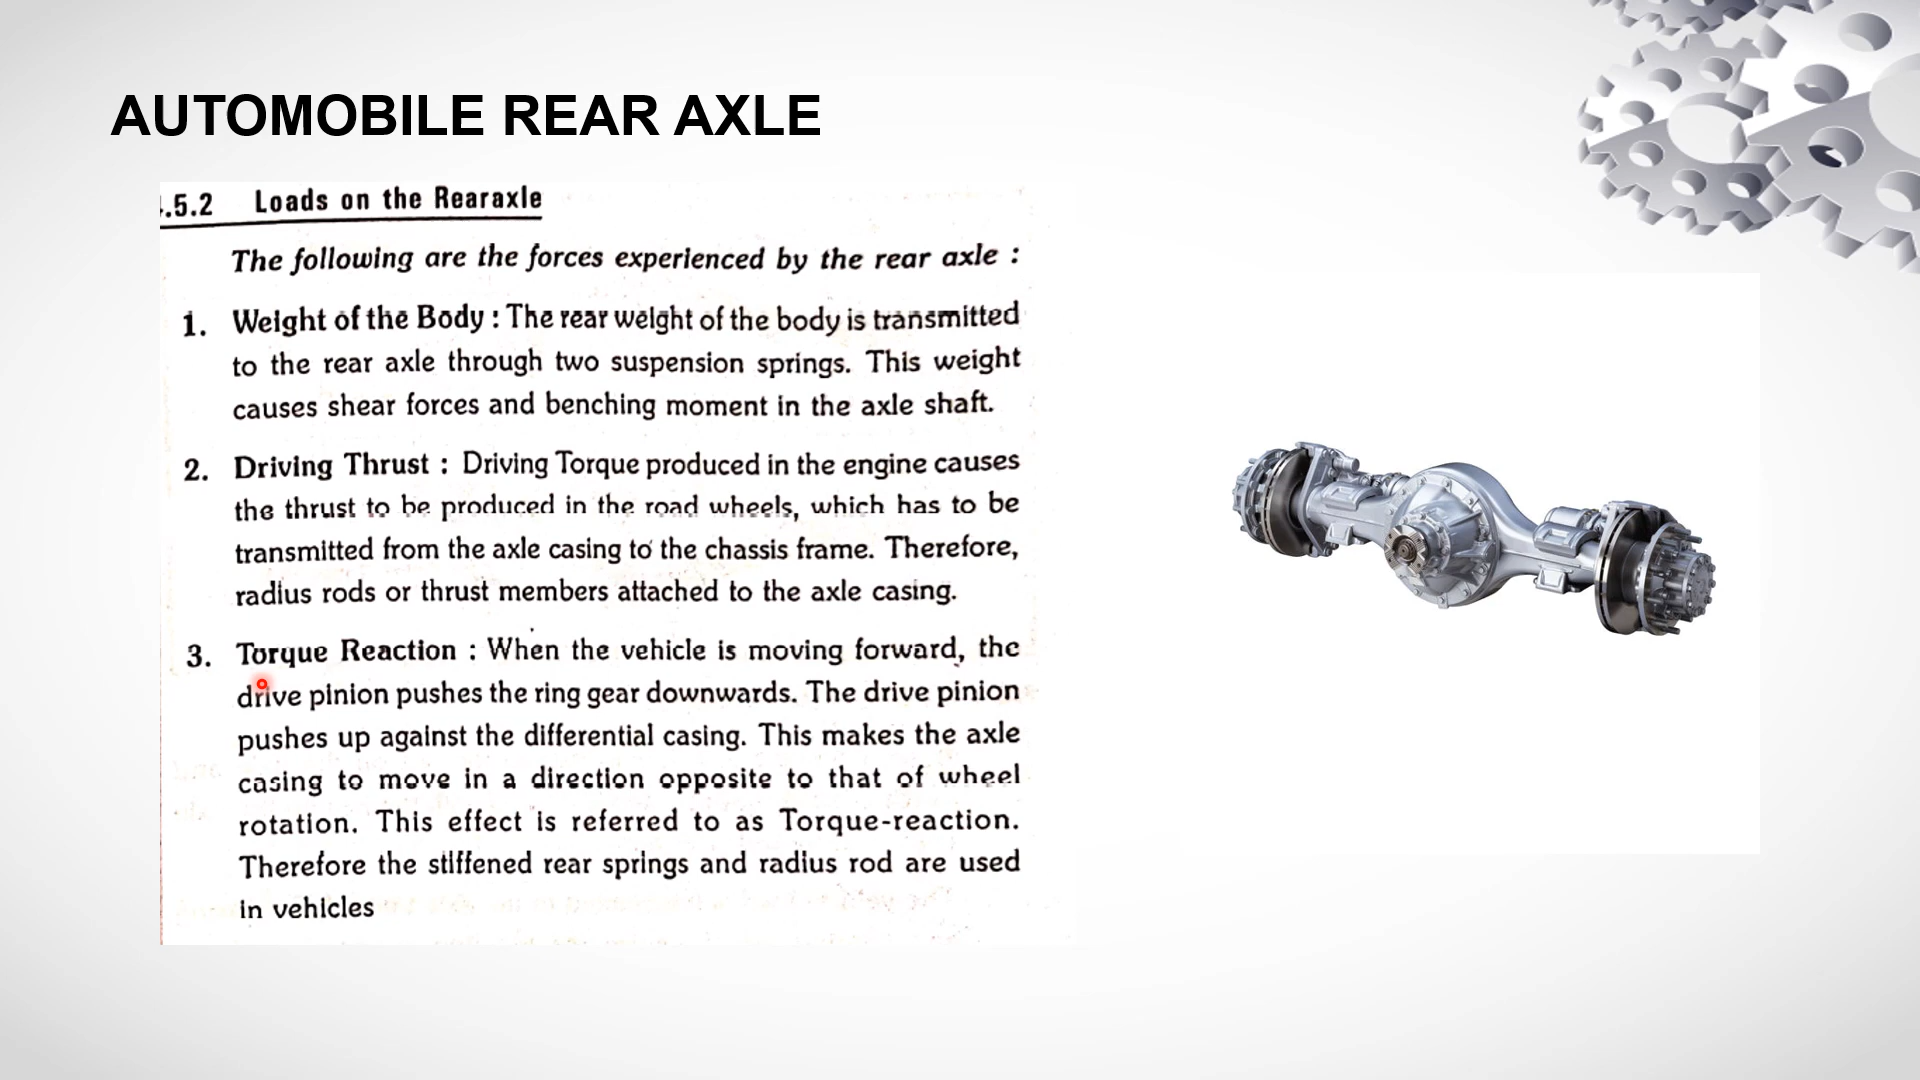 AUTOMOBILE REAR AXLE
.5.2 Loads on the Rearaxle
The following are the forces experienced by the rear axle :
1. Weight of the Body : The rear weight of the body is transmitted
to the rear axle through two suspension springs. This weight
causes shear forces and benching moment in the axle shaft.
2. Driving Thrust : Driving Torque produced in the engine causes
the thrust to be produced in the road wheels, which has to be
transmitted from the axle casing to the chassis frame. Therefore,
radius rods or thrust members attached to the axle casing.
3. Torque Reaction : When the vehicle is moving forward, the
drive pinion pushes the ring gear downwards. The drive pinion
pushes up against the differential casing. This makes the axle
casing to move in a direction opposite to that of wheel
rotation. This effect is referred to as Torque-reaction.
Therefore the stiffened rear springs and radius rod are used
in vehicles